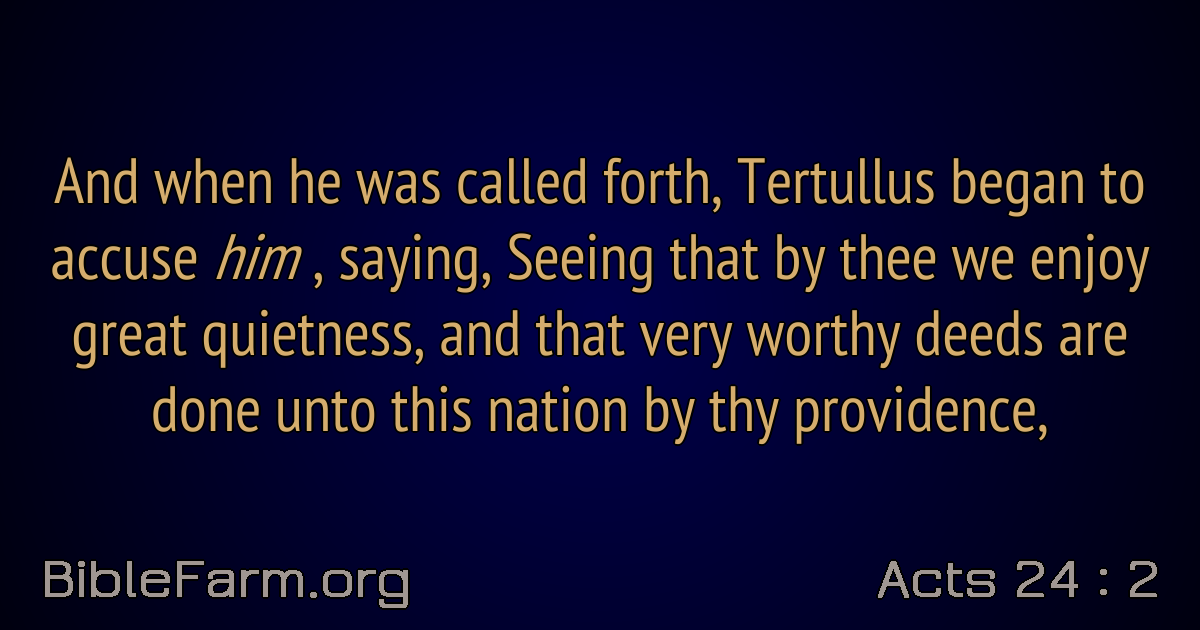 And when he was called forth, Tertullus began to
accuse him , saying, Seeing that by thee we enjoy
great quietness, and that very worthy deeds are
done unto this nation by thy providence,
BibleFarm.org
Acts 24 : 2